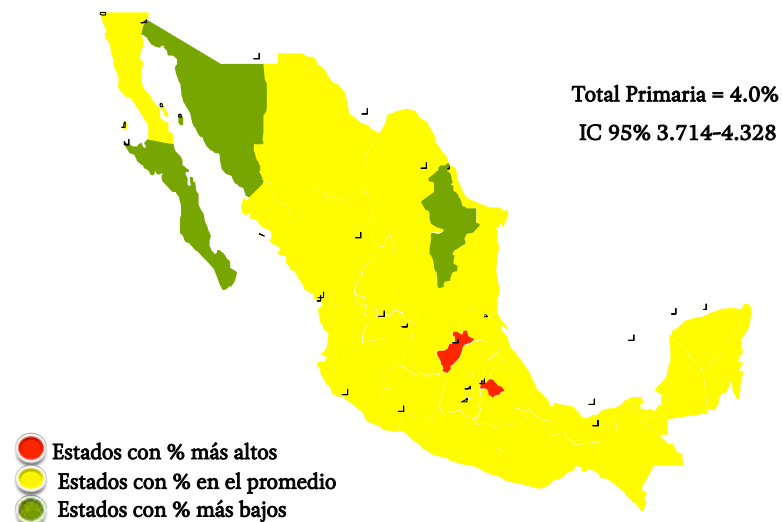 Total Primaria = 4.0%
IC 95% 3.714-4.328
Estados con % más altos
Estados con % en el promedio
Estados con % más bajos